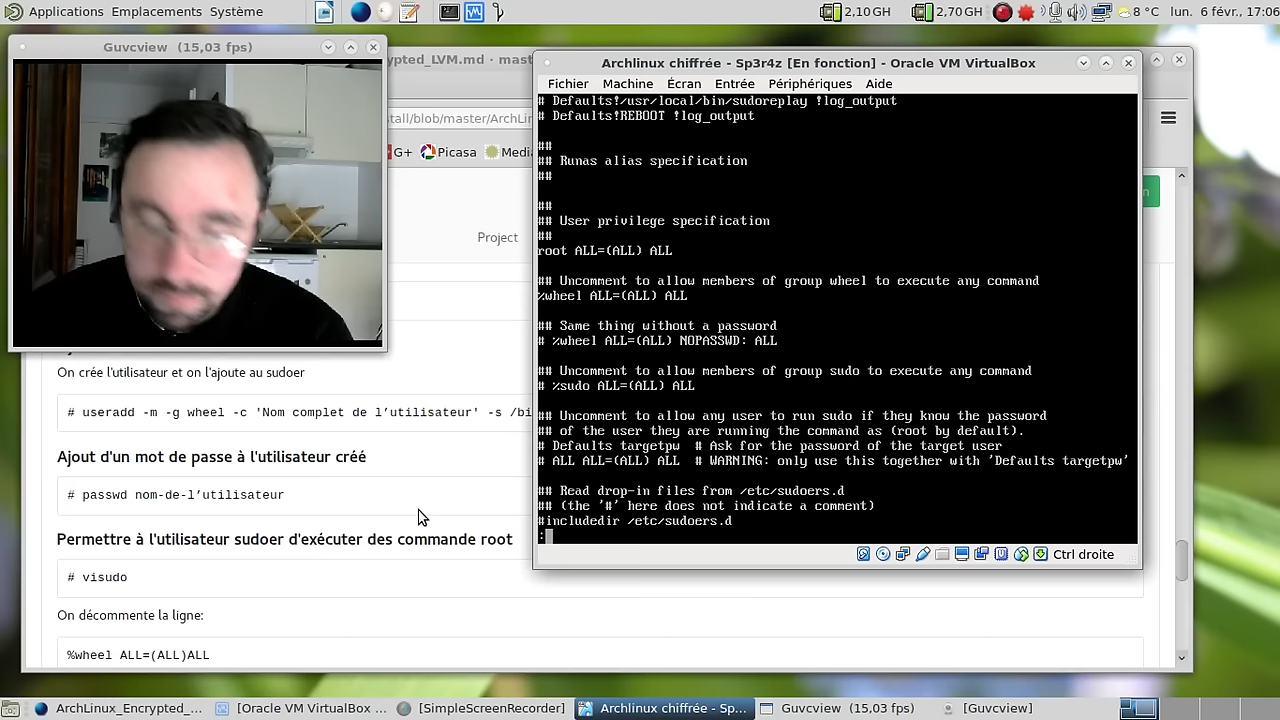 Applications Emplacements Système
2,10 GH
2,70 GH
8 °C
lun. 6 févr., 17:06
Guvcview (15,03 fps)
ypted_LVM.md - mast
tall/blob/master/ArchLin
G+
Picasa
Media
Project
On crée l'utilisateur et on l'ajoute au sudoer
# useradd -m -g wheel -c 'Nom complet de l’utilisateur' -s /bi
Ajout d'un mot de passe à l'utilisateur créé
# passwd nom-de-l’utilisateur
Permettre à l'utilisateur sudoer d'exécuter des commande root
# visudo
On décommente la ligne:
%wheel ALL=(ALL)ALL
Archlinux chiffrée - Sp3r4z [En fonction] - Oracle VM VirtualBox
Fichier Machine Écran Entrée Périphériques Aide
# Defaults!/usr/local/bin/sudoreplay !log_output
# Defaults!REBOOT !log_output
##
## Runas alias specification
##
##
## User privilege specification
##
root ALL=(ALL) ALL
## Uncomment to allow members of group wheel to execute any command
%wheel ALL=(ALL) ALL
## Same thing without a password
# %wheel ALL=(ALL) NOPASSWD: ALL
## Uncomment to allow members of group sudo to execute any command
# %sudo ALL=(ALL) ALL
## Uncomment to allow any user to run sudo if they know the password
## of the user they are running the command as (root by default).
# Defaults targetpw # Ask for the password of the target user
# ALL ALL=(ALL) ALL # WARNING: only use this together with 'Defaults targetpw'
## Read drop-in files from /etc/sudoers.d
## (the '#' here does not indicate a comment)
#includedir /etc/sudoers.d
:
Ctrl droite
ArchLinux_Encrypted_...
[Oracle VM VirtualBox ...
[SimpleScreenRecorder]
Archlinux chiffrée - Sp...
Guvcview (15,03 fps)
[Guvcview]